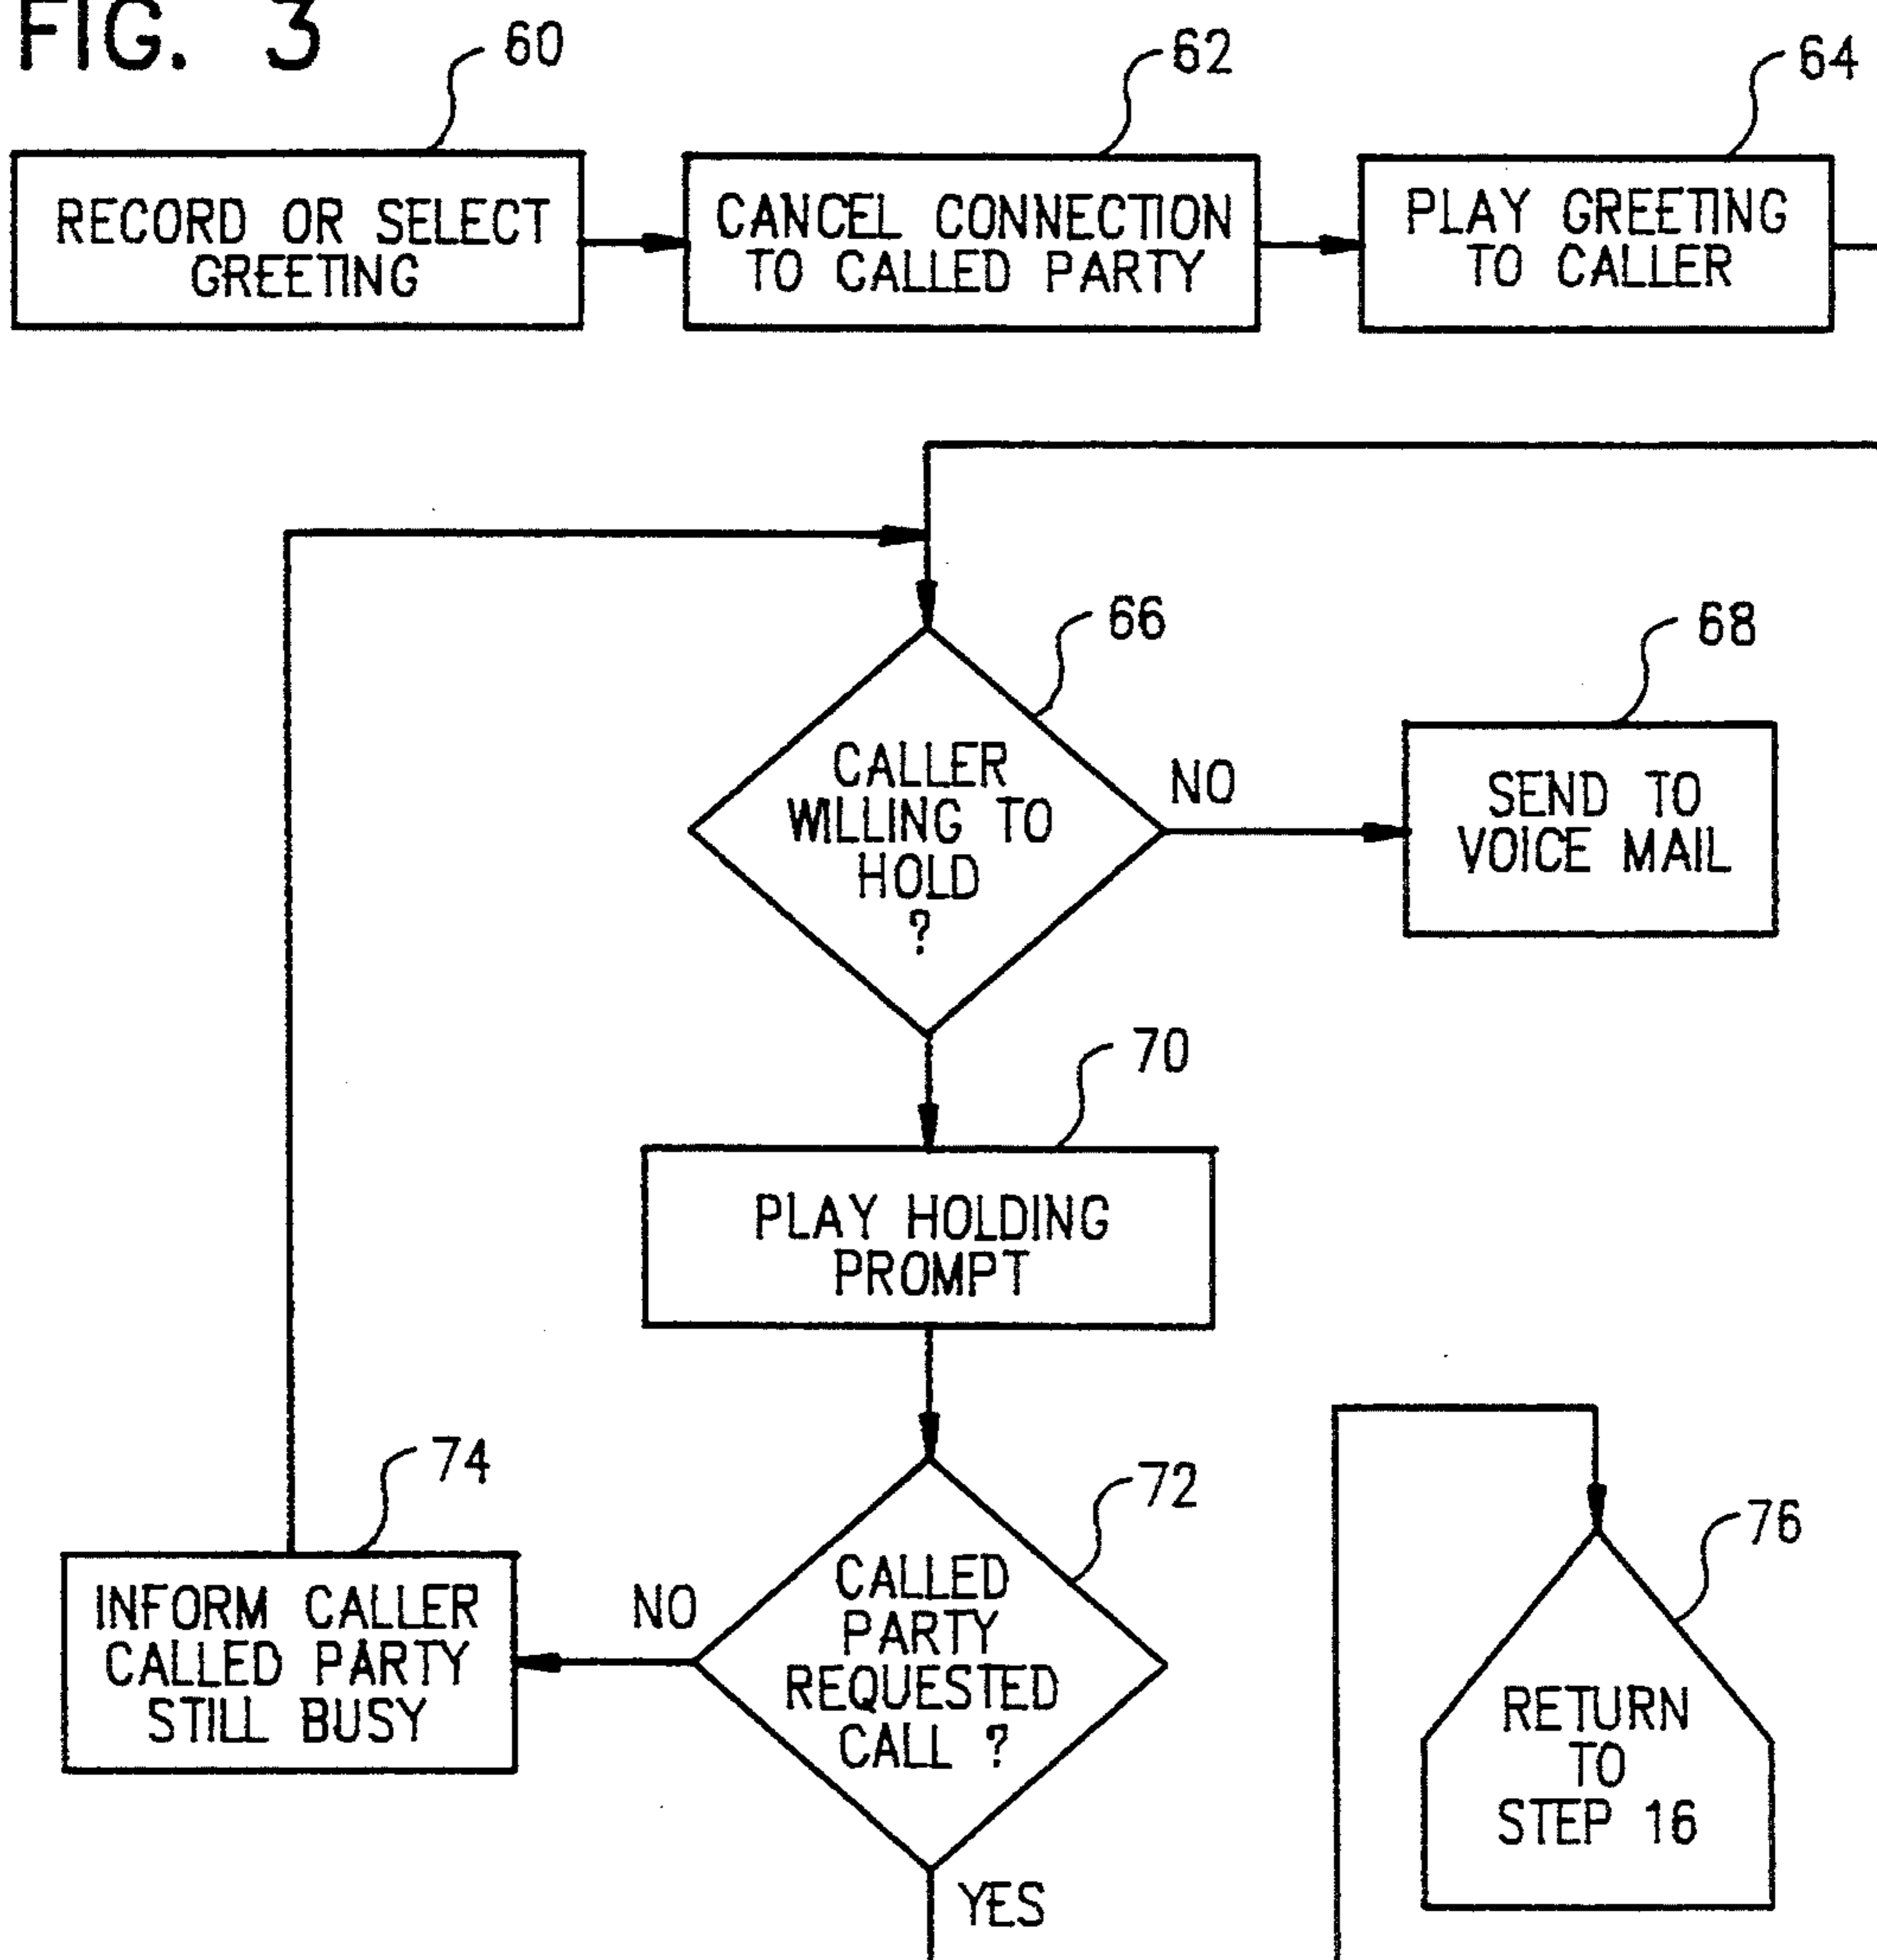 FIG. 3
60
62
64
RECORD OR SELECT
GREETING
CANCEL CONNECTION
TO CALLED PARTY
PLAY GREETING
TO CALLER
66
68
CALLER
WILLING TO
HOLD
?
NO
SEND TO
VOICE MAIL
70
PLAY HOLDING
PROMPT
74
72
76
INFORM CALLER
CALLED PARTY
STILL BUSY
NO
CALLED
PARTY
REQUESTED
CALL ?
YES
RETURN
TO
STEP 16